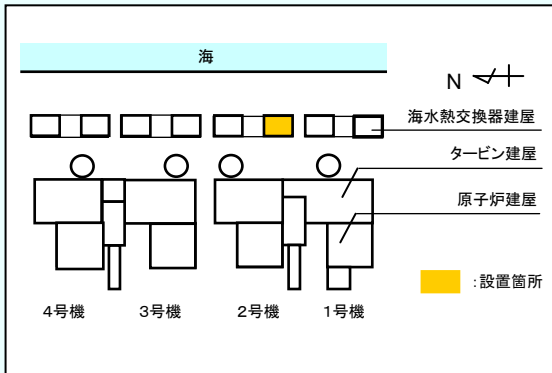 海
N
海水熱交換器建屋
タービン建屋
原子炉建屋
:設置箇所
4号機
3号機
2号機
1号機